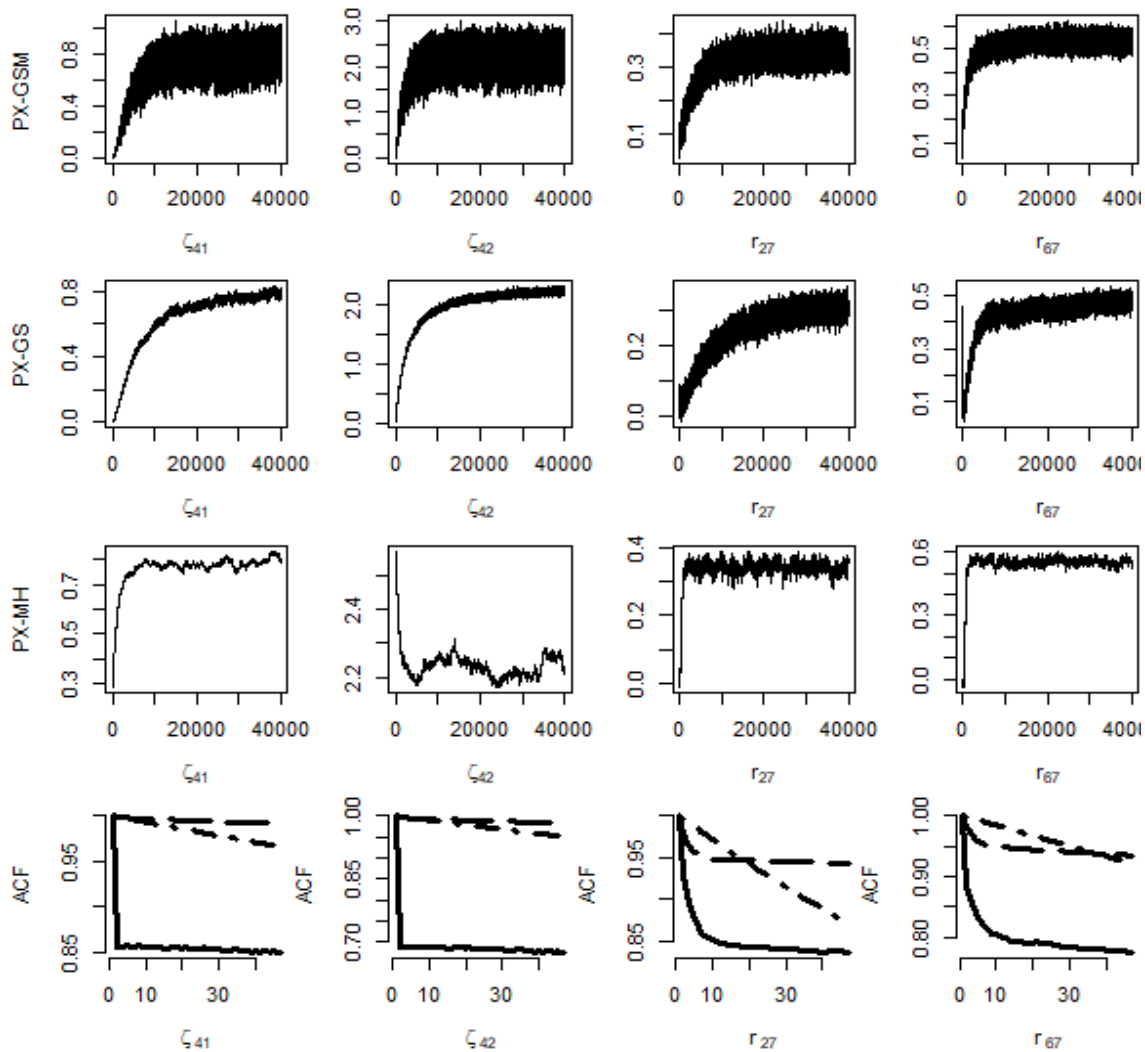 PX-GSM
0.0 0.4 0.8
0 20000 40000
ζ41
0.0 1.0 2.0 3.0
0 20000 40000
ζ42
0.1 0.3
0 20000 40000
r27
0.1 0.3 0.5
0 20000 4000
r67
PX-GS
0.0 0.4 0.8
0 20000 40000
ζ41
0.0 1.0 2.0
0 20000 40000
ζ42
0.0 0.2
0 20000 40000
r27
0.1 0.3 0.5
0 20000 4000
r67
PX-MH
0.3 0.5 0.7
0 20000 40000
ζ41
2.2 2.4
0 20000 40000
ζ42
0.0 0.2 0.4
0 20000 40000
r27
0.0 0.3 0.6
0 20000 4000
r67
ACF
0.85 0.95
0 10 30
ζ41
ACF
0.70 0.85 1.00
0 10 30
ζ42
ACF
0.85 0.95
0 10 30
r27
ACF
0.80 0.90 1.00
0 10 30
r67